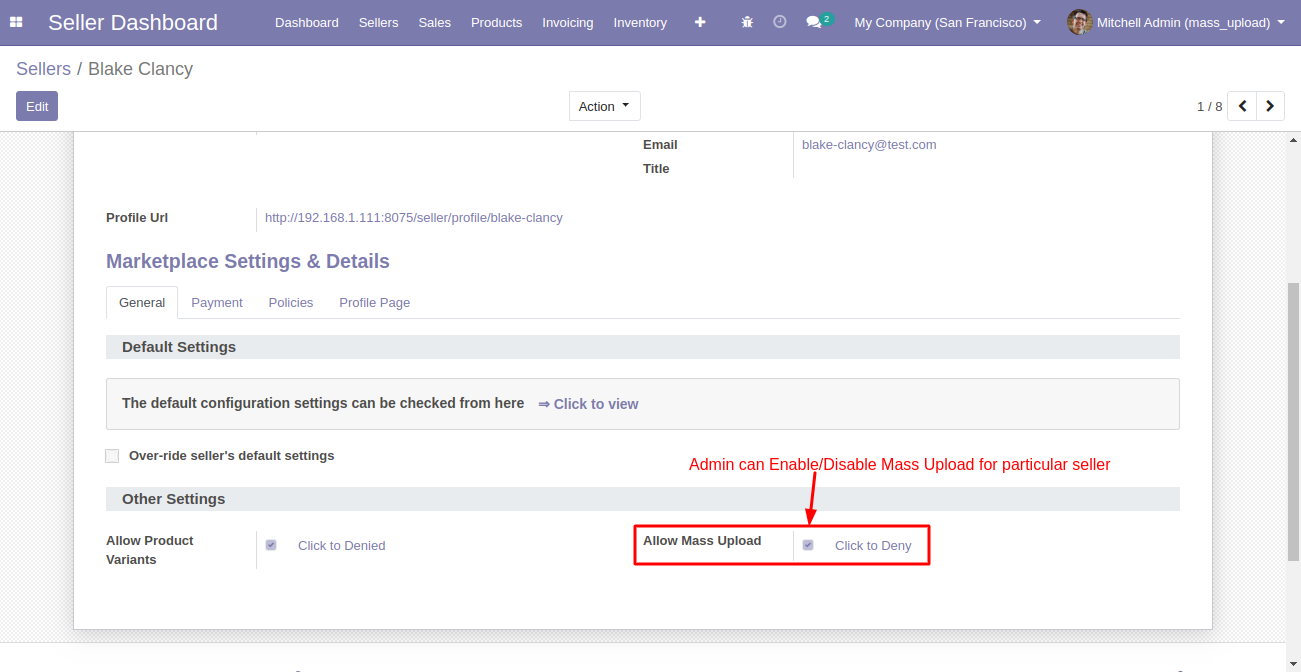 Seller Dashboard Dashboard Sellers Sales Products Invoicing Inventory 2 My Company (San Francisco) Mitchell Admin (mass_upload)
Sellers / Blake Clancy
Edit Action 1 / 8
Email blake-clancy@test.com
Title
Profile Url http://192.168.1.111:8075/seller/profile/blake-clancy
Marketplace Settings & Details
General Payment Policies Profile Page
Default Settings
The default configuration settings can be checked from here ⇒ Click to view
Over-ride seller's default settings
Admin can Enable/Disable Mass Upload for particular seller
Other Settings
Allow Product Variants Click to Denied
Allow Mass Upload Click to Deny